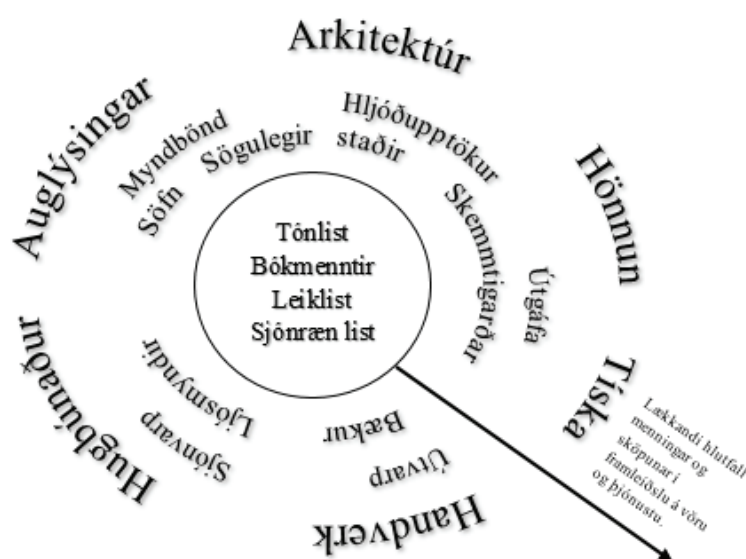 Arkitektúr
Auglýsingar
Myndbönd
Hljóðupptökur
Sögulegir staðir
Söfn
Hönnun
Skemmtigarðar
Útgáfa
Tónlist
Bókmenntir
Leiklist
Sjónræn list
Hugbúnaður
Ljósmyndir
Sjónvarp
Bækur
Útvarp
Handverk
Tíska
Lækkandi hlutfall
menningar og
sköpunar í
framleiðslu á vöru
og þjónustu.